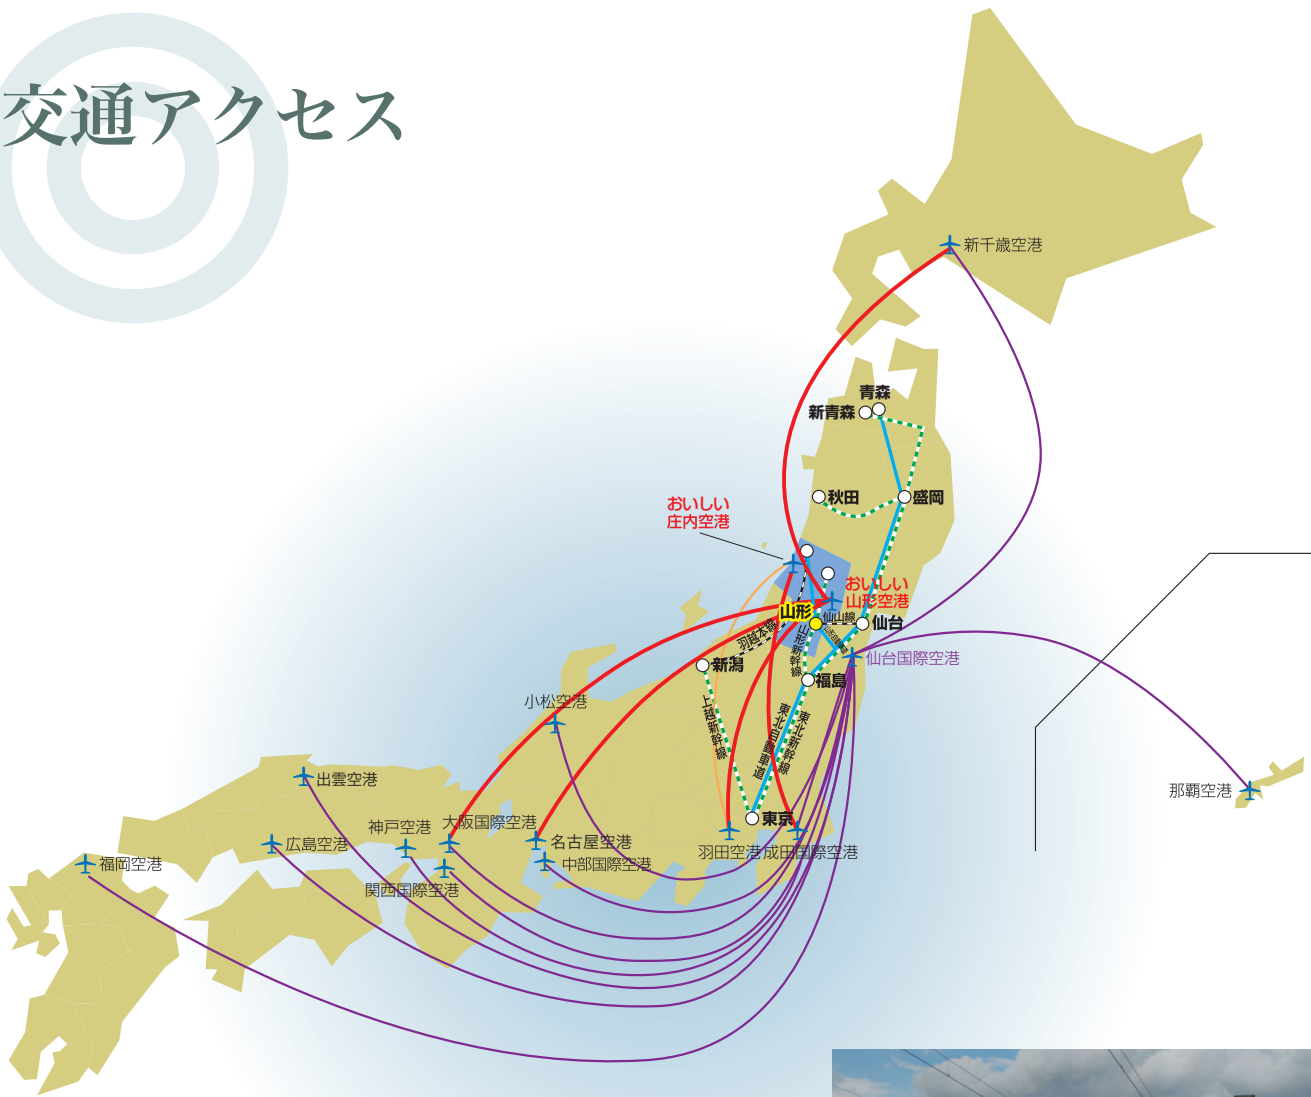 交通アクセス
新千歳空港
青森
新青森
秋田
盛岡
おいしい
庄内空港
おいしい
山形空港
山形
仙山線
仙台
羽越本線
山形新幹線
新潟
仙台国際空港
福島
小松空港
上越新幹線
東北自動車道
東北新幹線
出雲空港
那覇空港
東京
神戸空港
大阪国際空港
広島空港
名古屋空港
羽田空港
成田国際空港
福岡空港
中部国際空港
関西国際空港